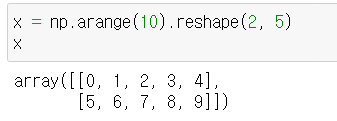 x = np.arange(10).reshape(2, 5)
x
array([[0, 1, 2, 3, 4],
       [5, 6, 7, 8, 9]])